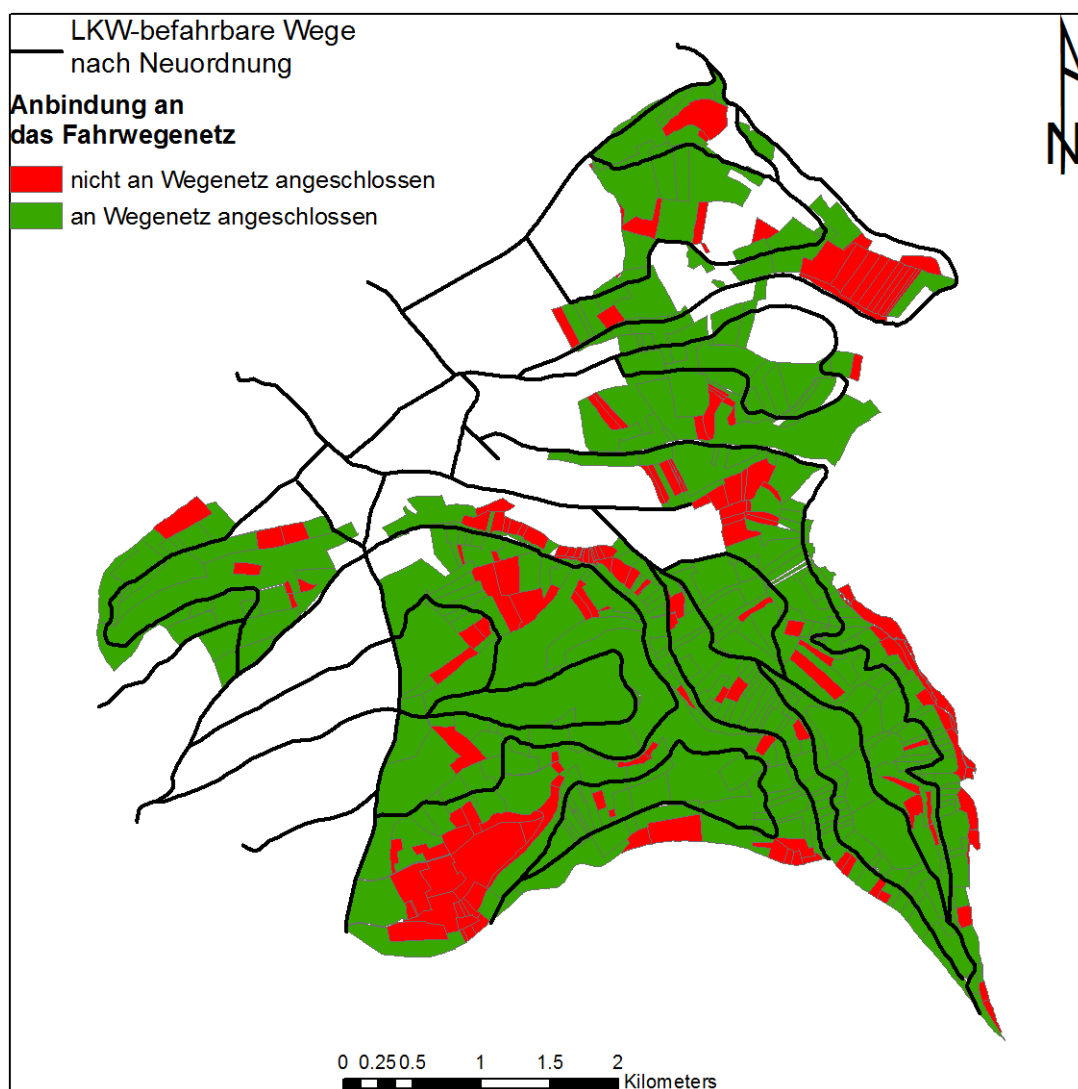 LKW-befahrbare Wege
nach Neuordnung
Anbindung an
das Fahrwegenetz
nicht an Wegenetz angeschlossen
an Wegenetz angeschlossen
N
0 0.25 0.5 1 1.5 2
Kilometers